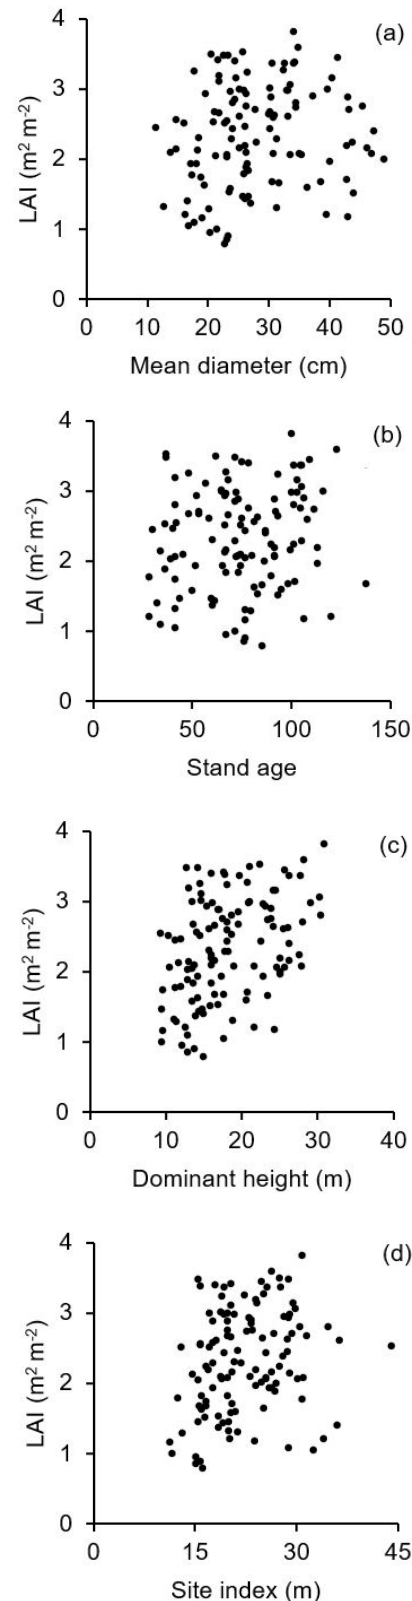 (a)
4
3
2
1
0
LAI (m² m⁻²)
0 10 20 30 40 50
Mean diameter (cm)
(b)
4
3
2
1
0
LAI (m² m⁻²)
0 50 100 150
Stand age
(c)
4
3
2
1
0
LAI (m² m⁻²)
0 10 20 30 40
Dominant height (m)
(d)
4
3
2
1
0
LAI (m² m⁻²)
0 15 30 45
Site index (m)